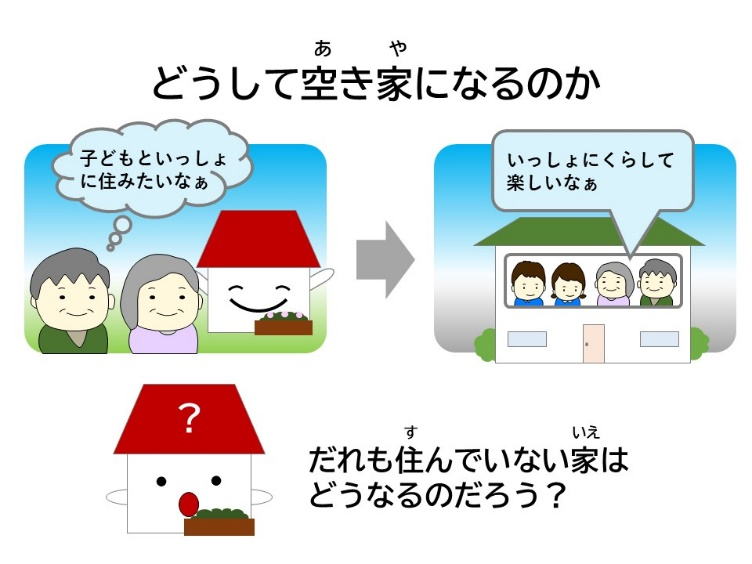 どうして空き家になるのか
あ や
子どもといっしょ
に住みたいなぁ
いっしょにくらして
楽しいなぁ
?
だれも住んでいない家は
す いえ
どうなるのだろう？